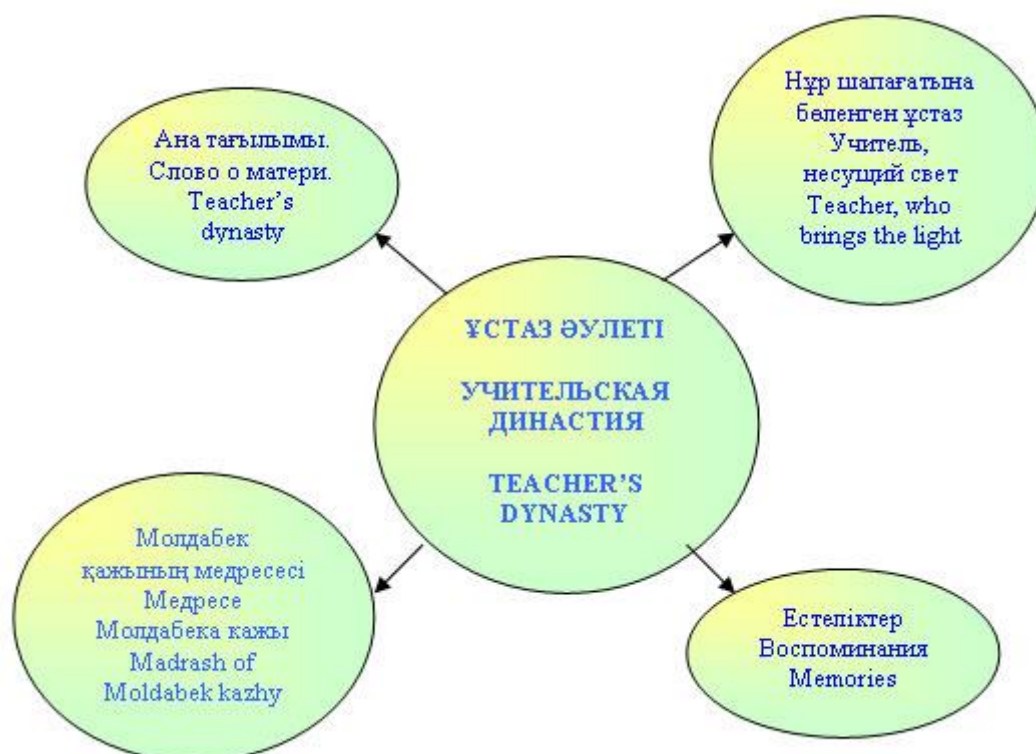 Ана тағылымы.
Слово о матери.
Teacher’s
dynasty
Нұр шапағатына
бөленген ұстаз
Учитель,
несущий свет
Teacher, who
brings the light
ҰСТАЗ ӘУЛЕТІ
УЧИТЕЛЬСКАЯ
ДИНАСТИЯ
TEACHER’S
DYNASTY
Молдабек
қажының медресесі
Медресе
Молдабека кажы
Madrash of
Moldabek kazhy
Естеліктер
Воспоминания
Memories